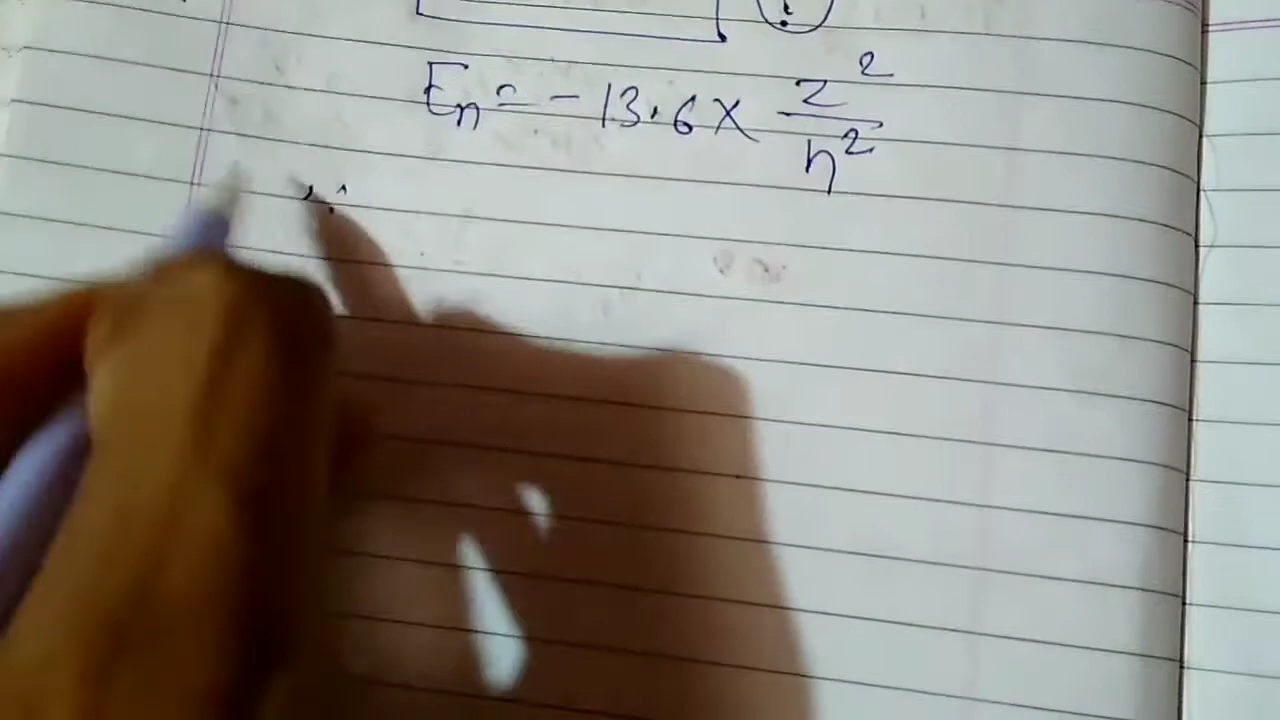 En = - 13.6 x z² / n²